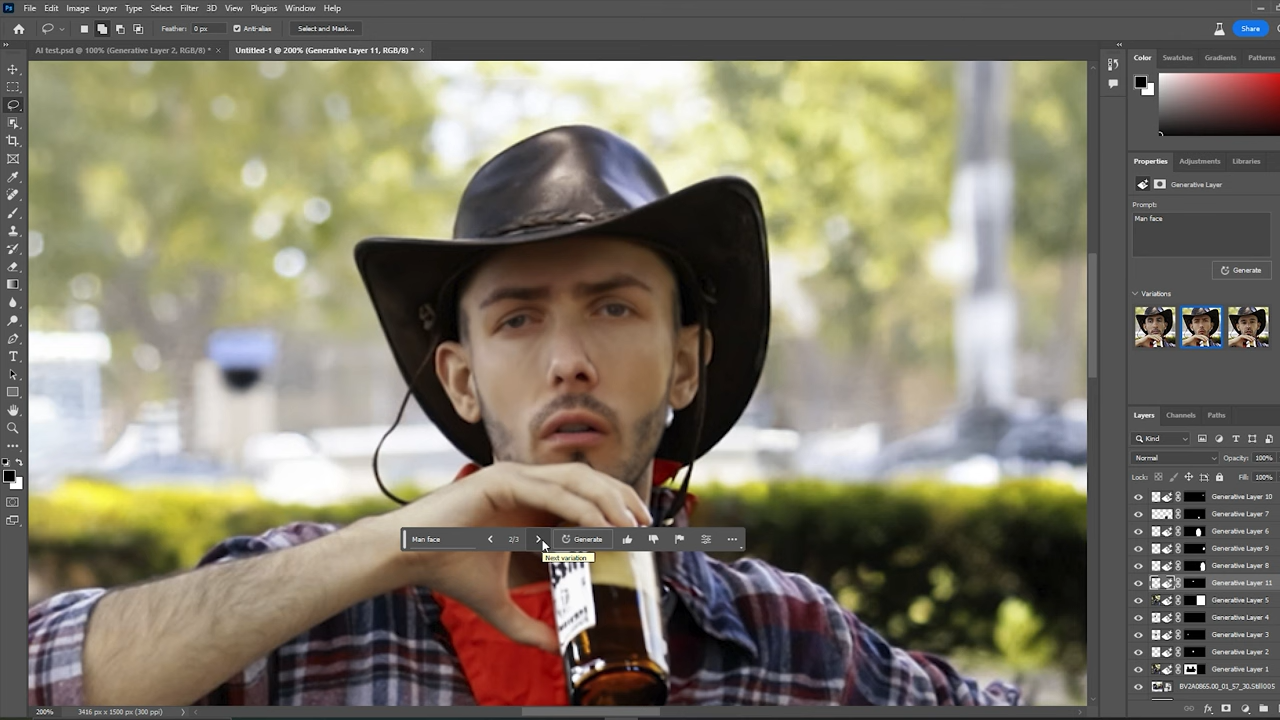 Ps File Edit Image Layer Type Select Filter 3D View Plugins Window Help
Feather: 0 px Anti-alias Select and Mask... Share
AI test.psd @ 100% (Generative Layer 2, RGB/8) * × Untitled-1 @ 200% (Generative Layer 11, RGB/8) * ×
Color Swatches Gradients Patterns
Properties Adjustments Libraries
Generative Layer
Prompt:
Man face
Generate
Variations
Layers Channels Paths
Kind
Normal Opacity: 100%
Lock: Fill: 100%
Generative Layer 10
Generative Layer 7
Generative Layer 6
Generative Layer 9
Generative Layer 8
Generative Layer 11
Generative Layer 5
Generative Layer 4
Generative Layer 3
Generative Layer 2
Generative Layer 1
BV2A0865.00_01_57_30.Still005
Man face 2/3 Generate
Next variation
200% 3416 px x 1500 px (300 ppi)